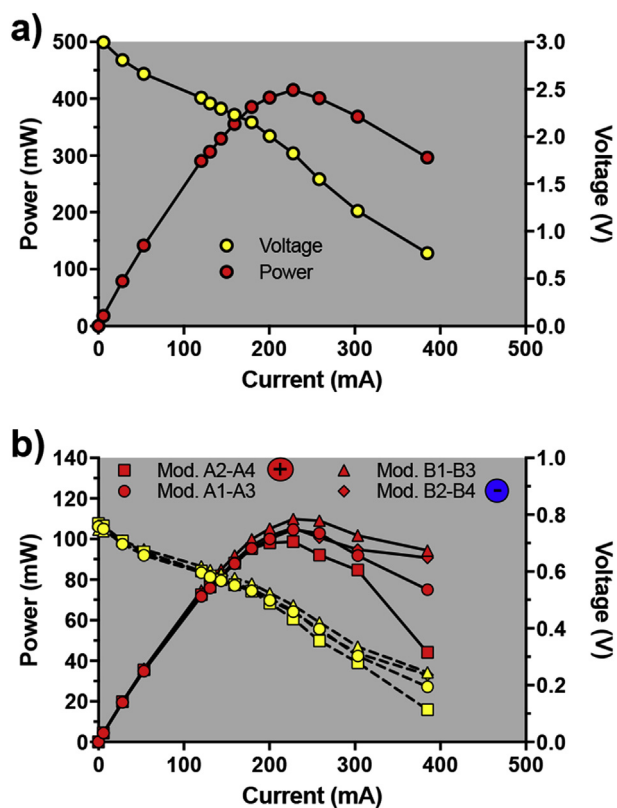 a)
500
400
300
200
100
0
Power (mW)
3.0
2.5
2.0
1.5
1.0
0.5
0.0
Voltage (V)
Voltage
Power
0 100 200 300 400 500
Current (mA)
b)
140
120
100
80
60
40
20
0
Power (mW)
1.0
0.8
0.6
0.4
0.2
0.0
Voltage (V)
Mod. A2-A4 + Mod. B1-B3
Mod. A1-A3 Mod. B2-B4 -
0 100 200 300 400 500
Current (mA)